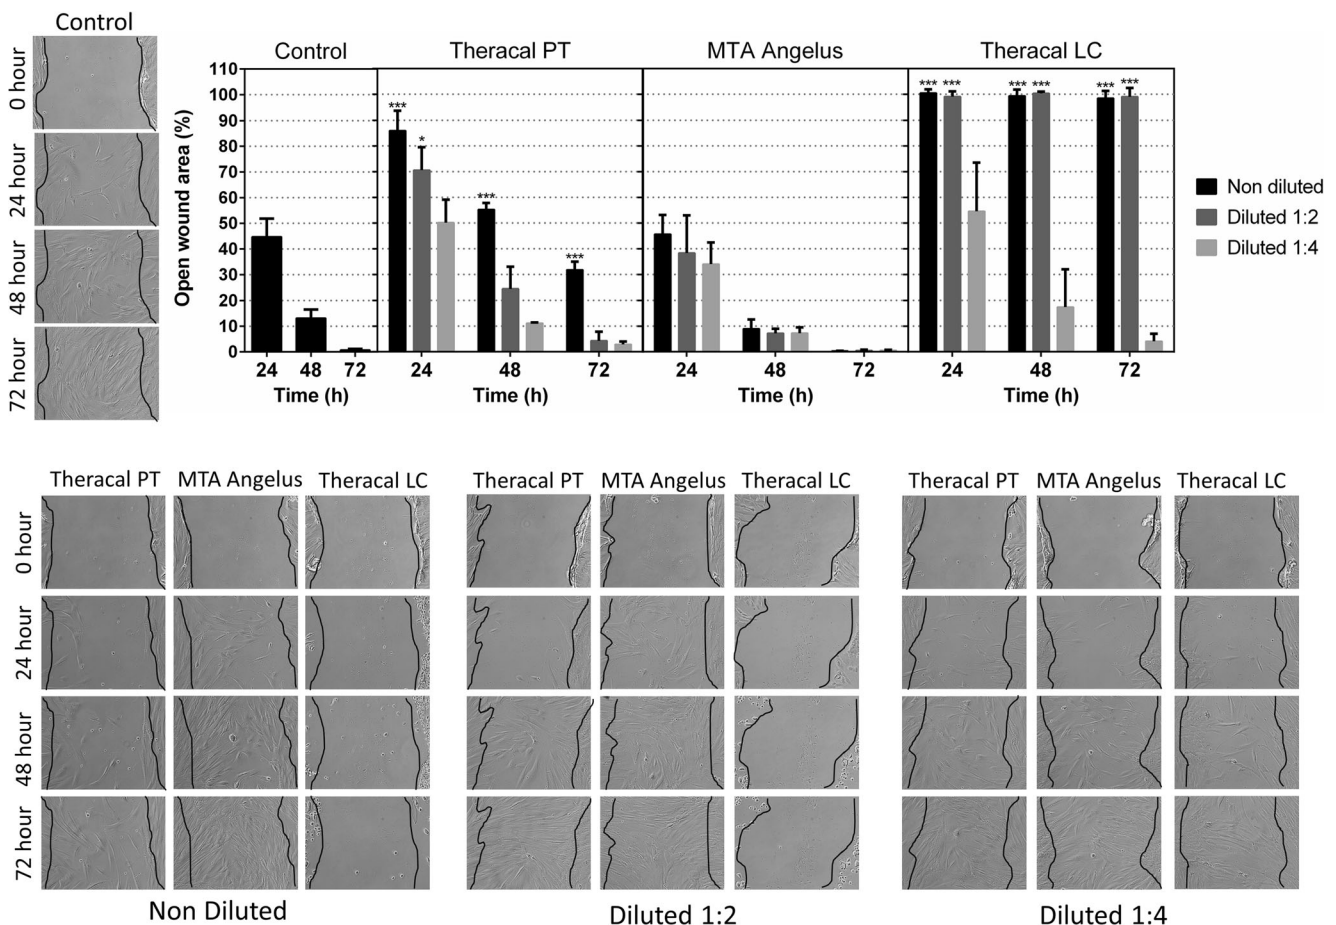 Control
0 hour
24 hour
48 hour
72 hour
Control
Theracal PT
MTA Angelus
Theracal LC
Open wound area (%)
110
100
90
80
70
60
50
40
30
20
10
0
*** * *** ***
*** *** *** *** *** ***
24 48 72
24 48 72
24 48 72
24 48 72
Time (h)
Time (h)
Time (h)
Time (h)
Non diluted
Diluted 1:2
Diluted 1:4
Theracal PT MTA Angelus Theracal LC
Theracal PT MTA Angelus Theracal LC
Theracal PT MTA Angelus Theracal LC
0 hour
24 hour
48 hour
72 hour
Non Diluted
Diluted 1:2
Diluted 1:4